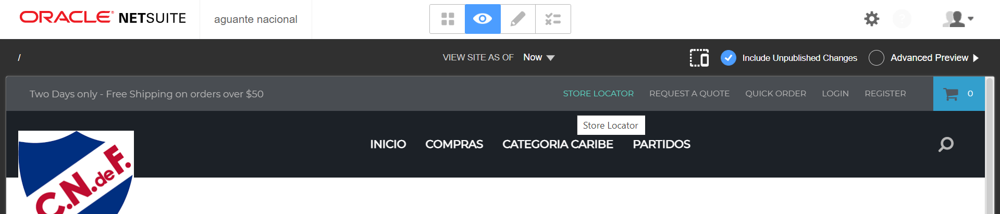 ORACLE NETSUITE
aguante nacional
/
VIEW SITE AS OF Now
Include Unpublished Changes
Advanced Preview
Two Days only - Free Shipping on orders over $50
STORE LOCATOR
REQUEST A QUOTE
QUICK ORDER
LOGIN
REGISTER
0
Store Locator
INICIO
COMPRAS
CATEGORIA CARIBE
PARTIDOS
C.N.deF.